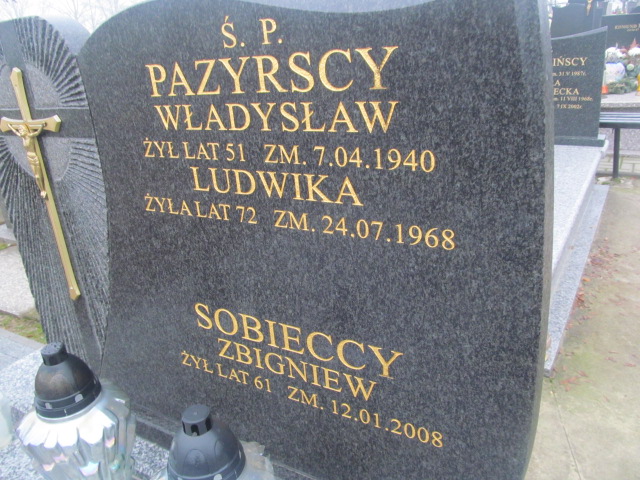 Ś. P.
PAZYRSCY
WŁADYSŁAW
ŻYŁ LAT 51 ZM. 7.04.1940
LUDWIKA
ŻYŁA LAT 72 ZM. 24.07.1968
SOBIECCY
ZBIGNIEW
ŻYŁ LAT 61 ZM. 12.01.2008